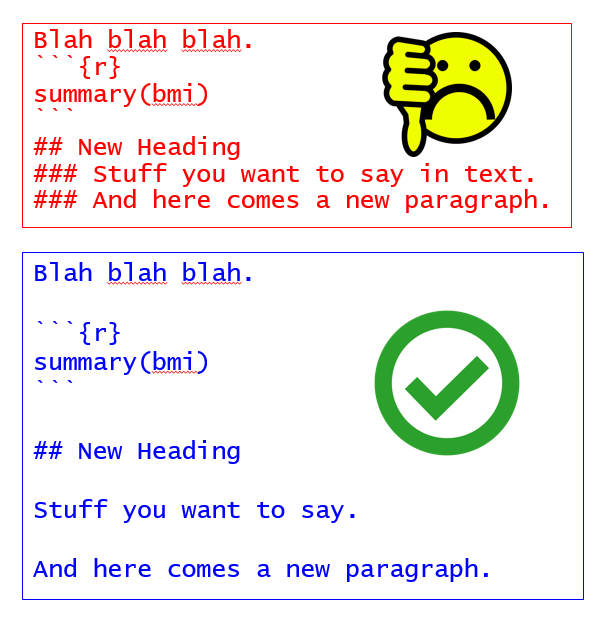 Blah blah blah.
```{r}
summary(bmi)
```
## New Heading
### Stuff you want to say in text.
### And here comes a new paragraph.
Blah blah blah.
```{r}
summary(bmi)
```
## New Heading
Stuff you want to say.
And here comes a new paragraph.